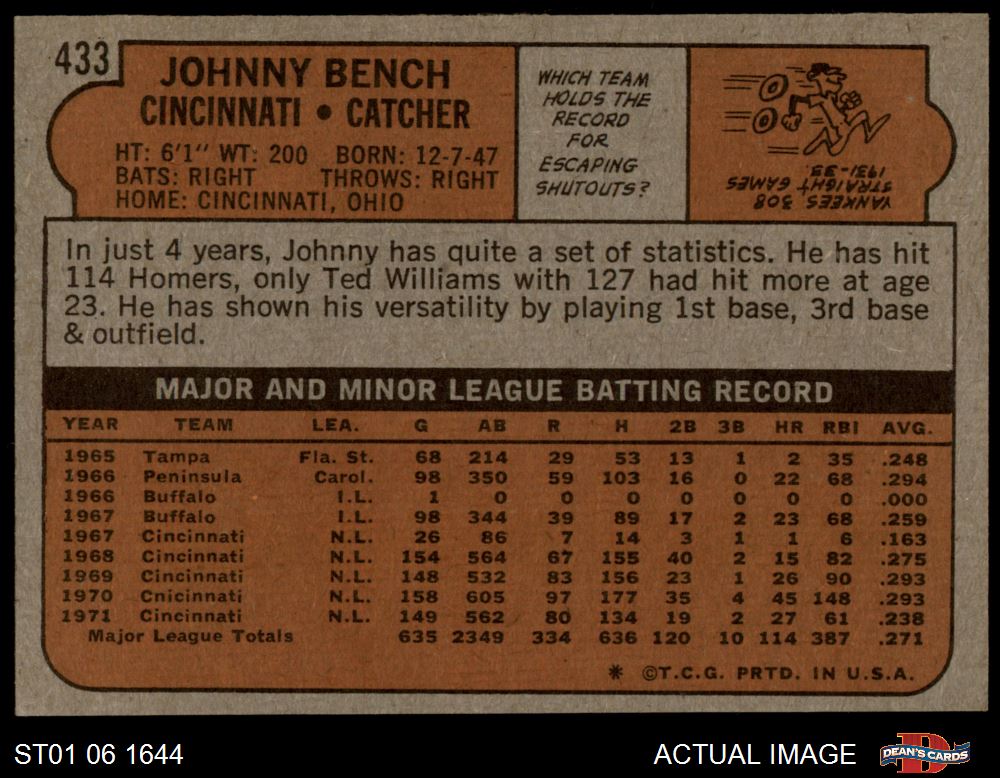 433
JOHNNY BENCH
CINCINNATI • CATCHER
HT: 6'1" WT: 200 BORN: 12-7-47
BATS: RIGHT THROWS: RIGHT
HOME: CINCINNATI, OHIO
WHICH TEAM
HOLDS THE
RECORD
FOR
ESCAPING
SHUTOUTS?
YANKEES 308
STRAIGHT GAMES
1931-33.
In just 4 years, Johnny has quite a set of statistics. He has hit
114 Homers, only Ted Williams with 127 had hit more at age
23. He has shown his versatility by playing 1st base, 3rd base
& outfield.
MAJOR AND MINOR LEAGUE BATTING RECORD
YEAR TEAM LEA. G AB R H 2B 3B HR RBI AVG.
1965 Tampa Fla. St. 68 214 29 53 13 1 2 35 .248
1966 Peninsula Carol. 98 350 59 103 16 0 22 68 .294
1966 Buffalo I.L. 1 0 0 0 0 0 0 0 .000
1967 Buffalo I.L. 98 344 39 89 17 2 23 68 .259
1967 Cincinnati N.L. 26 86 7 14 3 1 1 6 .163
1968 Cincinnati N.L. 154 564 67 155 40 2 15 82 .275
1969 Cincinnati N.L. 148 532 83 156 23 1 26 90 .293
1970 Cnicinnati N.L. 158 605 97 177 35 4 45 148 .293
1971 Cincinnati N.L. 149 562 80 134 19 2 27 61 .238
Major League Totals 635 2349 334 636 120 10 114 387 .271
* ©T.C.G. PRTD. IN U.S.A.
ST01 06 1644
ACTUAL IMAGE
D
DEAN'S CARDS